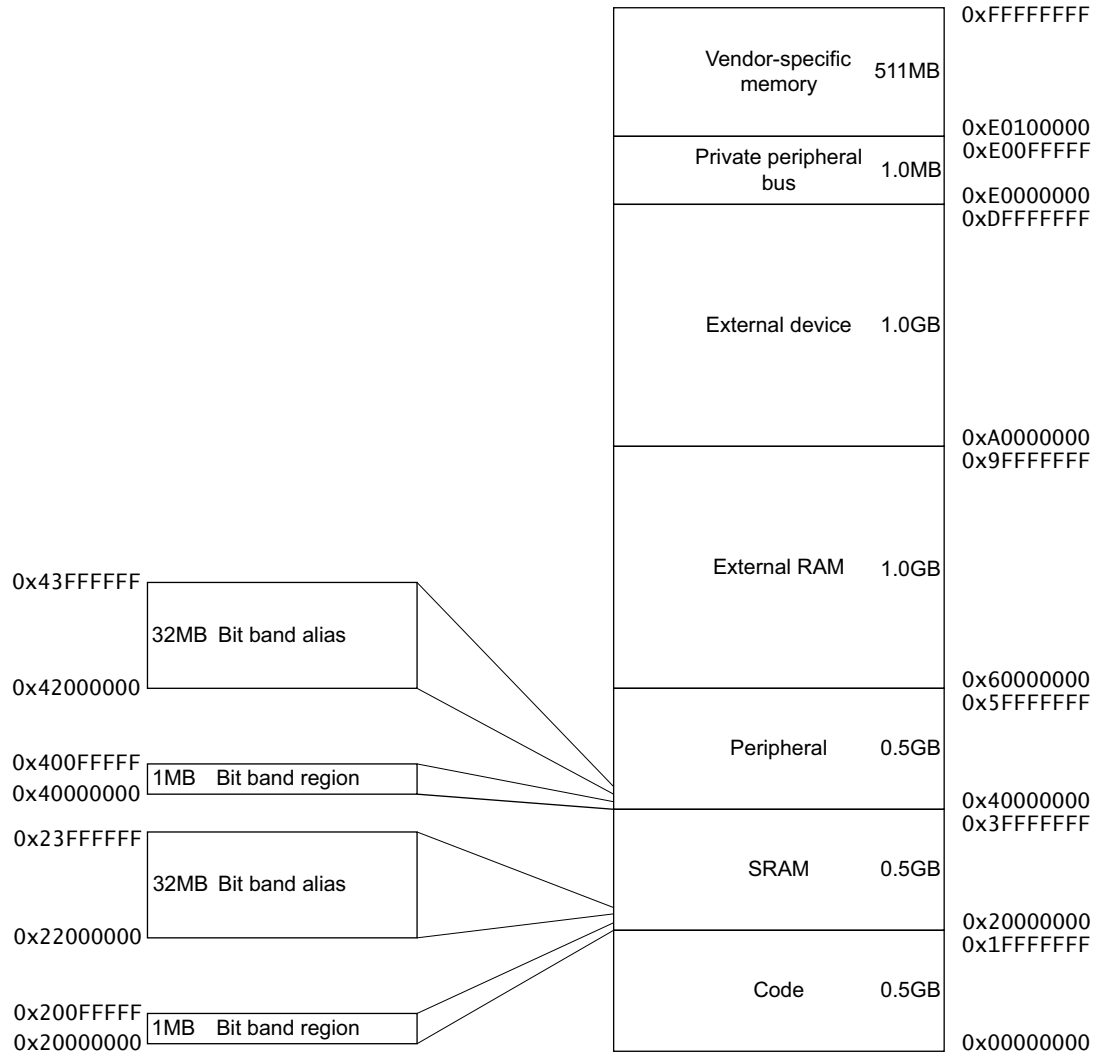 0xFFFFFFFF
Vendor-specific
memory
511MB
0xE0100000
0xE00FFFFF
Private peripheral
bus
1.0MB
0xE0000000
0xDFFFFFFF
External device
1.0GB
0xA0000000
0x9FFFFFFF
External RAM
1.0GB
0x60000000
0x5FFFFFFF
Peripheral
0.5GB
0x40000000
0x3FFFFFFF
SRAM
0.5GB
0x20000000
0x1FFFFFFF
Code
0.5GB
0x00000000
0x43FFFFFF
32MB Bit band alias
0x42000000
0x400FFFFF
1MB Bit band region
0x40000000
0x23FFFFFF
32MB Bit band alias
0x22000000
0x200FFFFF
1MB Bit band region
0x20000000